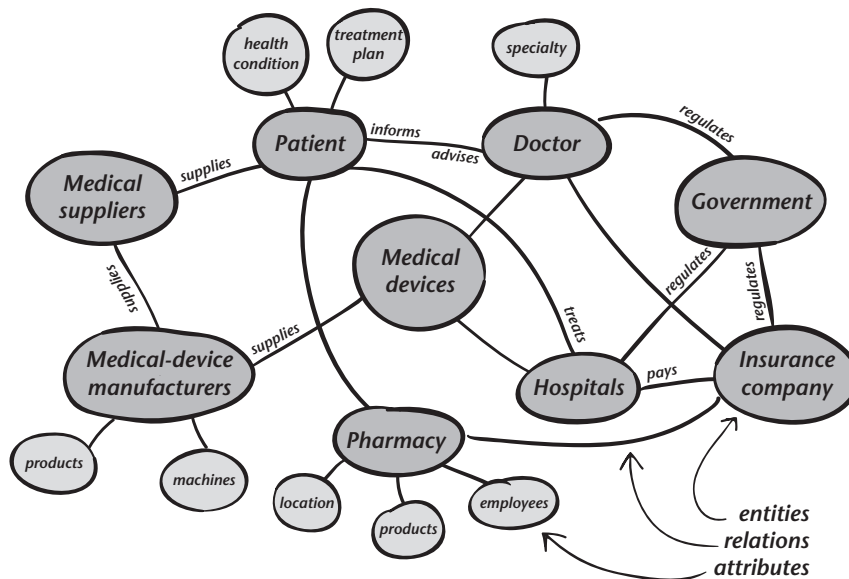 health
condition
treatment
plan
specialty
Patient
informs
advises
Doctor
regulates
Medical
suppliers
supplies
Government
Medical
devices
supplies
regulates
regulates
treats
supplies
Medical-device
manufacturers
Hospitals
pays
Insurance
company
Pharmacy
products
machines
location
products
employees
entities
relations
attributes